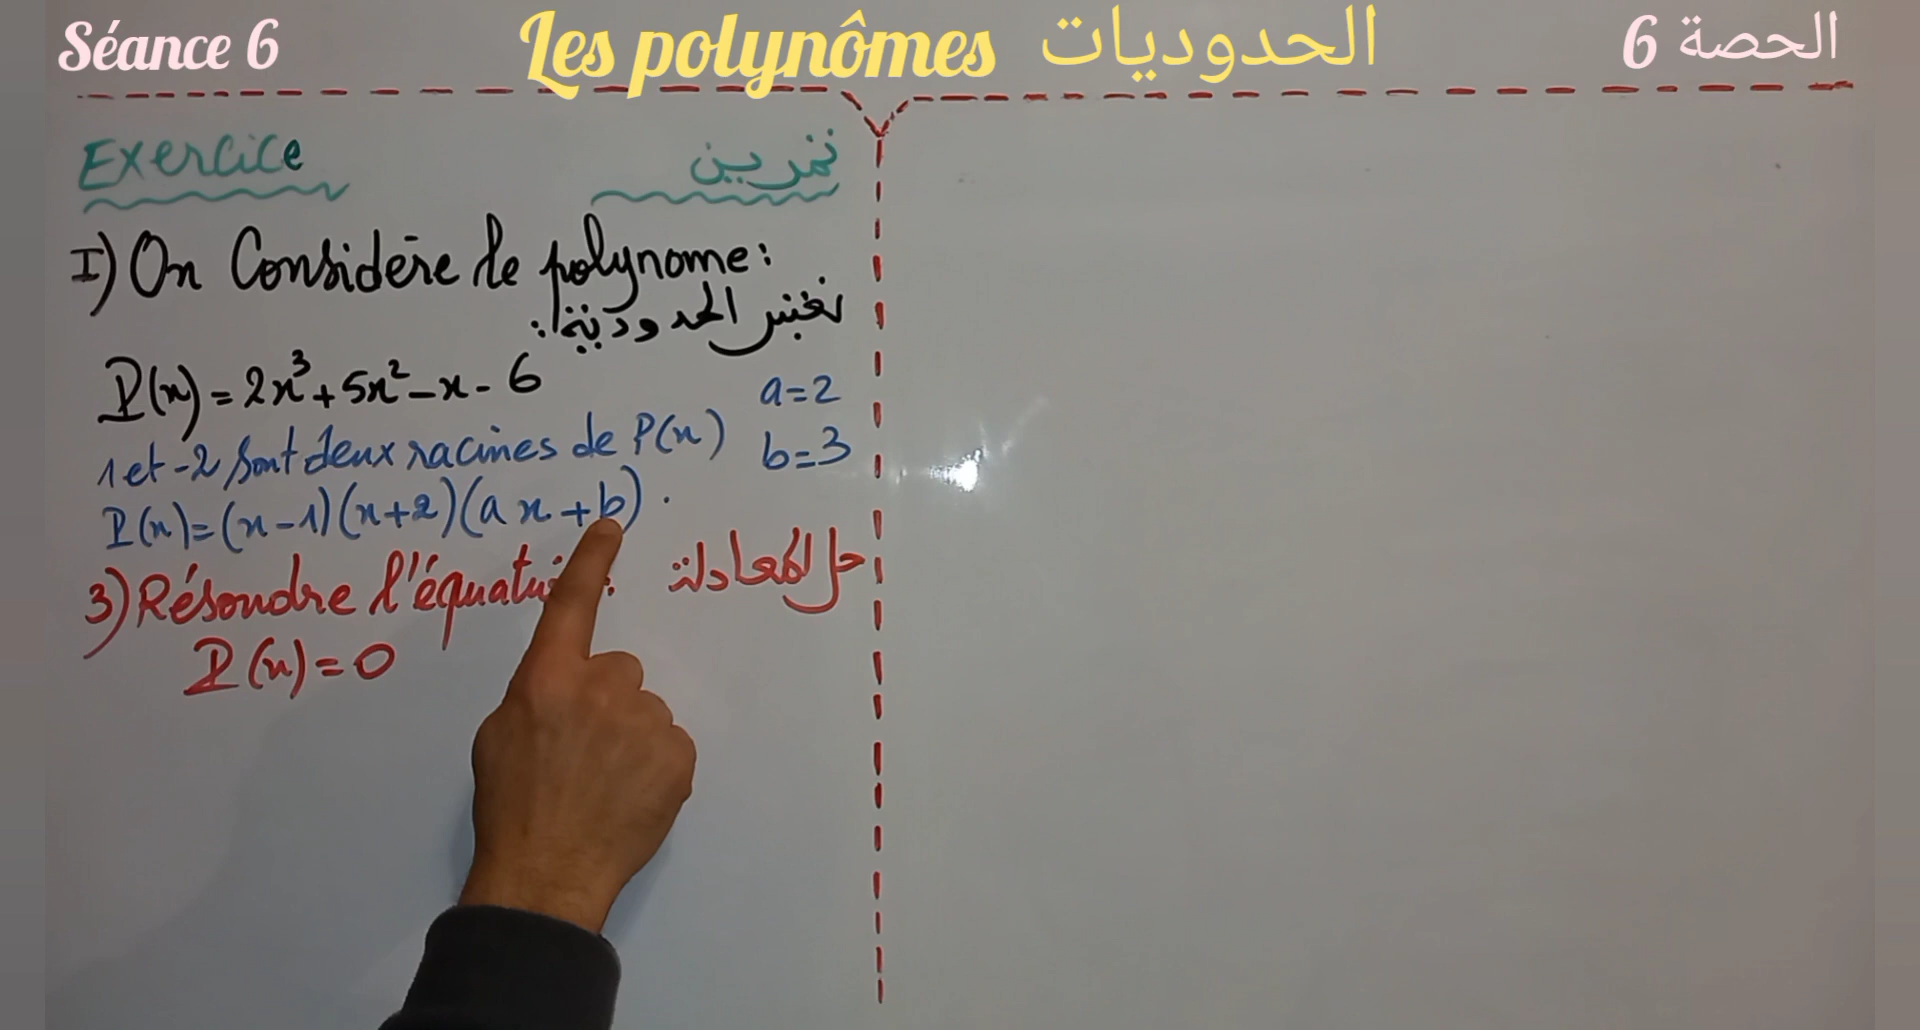 Séance 6
Les polynômes الحدوديات
الحصة 6
Exercice
تمرين
I) On Considère le polynome:
نعتبر الحدودية:
P(x) = 2x³ + 5x² - x - 6
1 et -2 sont deux racines de P(x)
a = 2
b = 3
P(x) = (x - 1)(x + 2)(a x + b).
3) Résoudre l'équati
حل المعادلة
P(x) = 0